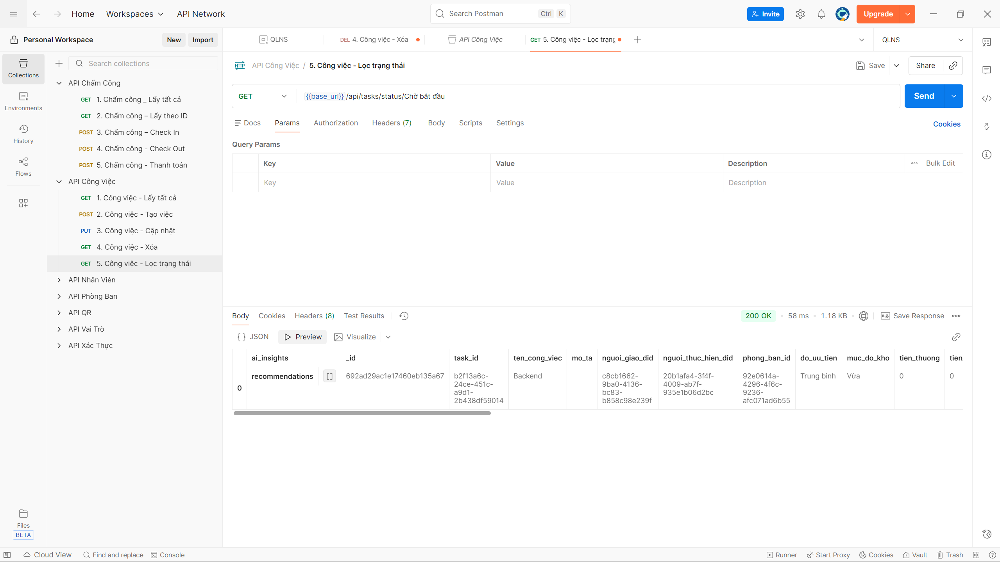 Home
Workspaces
API Network
Search Postman
Ctrl K
Invite
Upgrade
Personal Workspace
New
Import
QLNS
DEL 4. Công việc - Xóa
API Công Việc
GET 5. Công việc - Lọc trạng
QLNS
Collections
Environments
History
Flows
Files
BETA
Search collections
API Chấm Công
GET 1. Chấm công _ Lấy tất cả
GET 2. Chấm công – Lấy theo ID
POST 3. Chấm công – Check In
POST 4. Chấm công - Check Out
POST 5. Chấm công - Thanh toán
API Công Việc
GET 1. Công việc - Lấy tất cả
POST 2. Công việc - Tạo việc
PUT 3. Công việc - Cập nhật
GET 4. Công việc - Xóa
GET 5. Công việc - Lọc trạng thái
API Nhân Viên
API Phòng Ban
API QR
API Vai Trò
API Xác Thực
HTTP API Công Việc / 5. Công việc - Lọc trạng thái
Save
Share
GET
{{base_url}}/api/tasks/status/Chờ bắt đầu
Send
Docs Params Authorization Headers (7) Body Scripts Settings
Cookies
Query Params
Key Value Description Bulk Edit
Key Value Description
Body Cookies Headers (8) Test Results
200 OK 58 ms 1.18 KB e.g. Save Response
{} JSON Preview Visualize
ai_insights _id task_id ten_cong_viec mo_ta nguoi_giao_did nguoi_thuc_hien_did phong_ban_id do_uu_tien muc_do_kho tien_thuong tien_
0 recommendations [] 692ad29ac1e17460eb135a67
b2f13a6c-
24ce-451c-
a9d1-
2b438df59014
Backend
c8cb1662-
9ba0-4136-
bc83-
b858c98e239f
20b1afa4-3f4f-
4009-ab7f-
935e1b06d2bc
92e0614a-
4296-4f6c-
9236-
afc071ad6b55
Trung bình
Vừa
0
0
Cloud View
Find and replace
Console
Runner
Start Proxy
Cookies
Vault
Trash